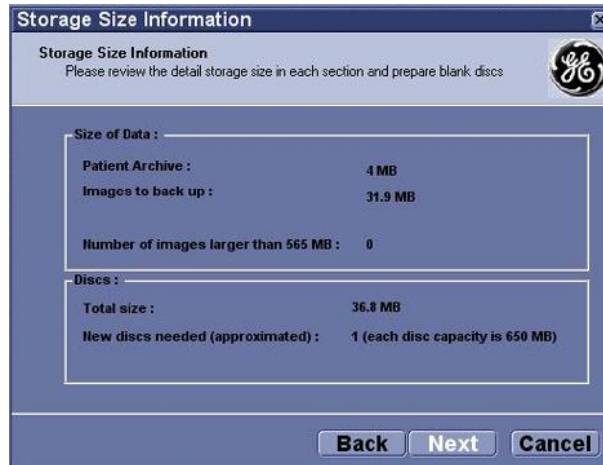 Storage Size Information
Storage Size Information
Please review the detail storage size in each section and prepare blank discs
Size of Data :
Patient Archive : 4 MB
Images to back up : 31.9 MB
Number of images larger than 565 MB : 0
Discs :
Total size : 36.8 MB
New discs needed (approximated) : 1 (each disc capacity is 650 MB)
Back Next Cancel